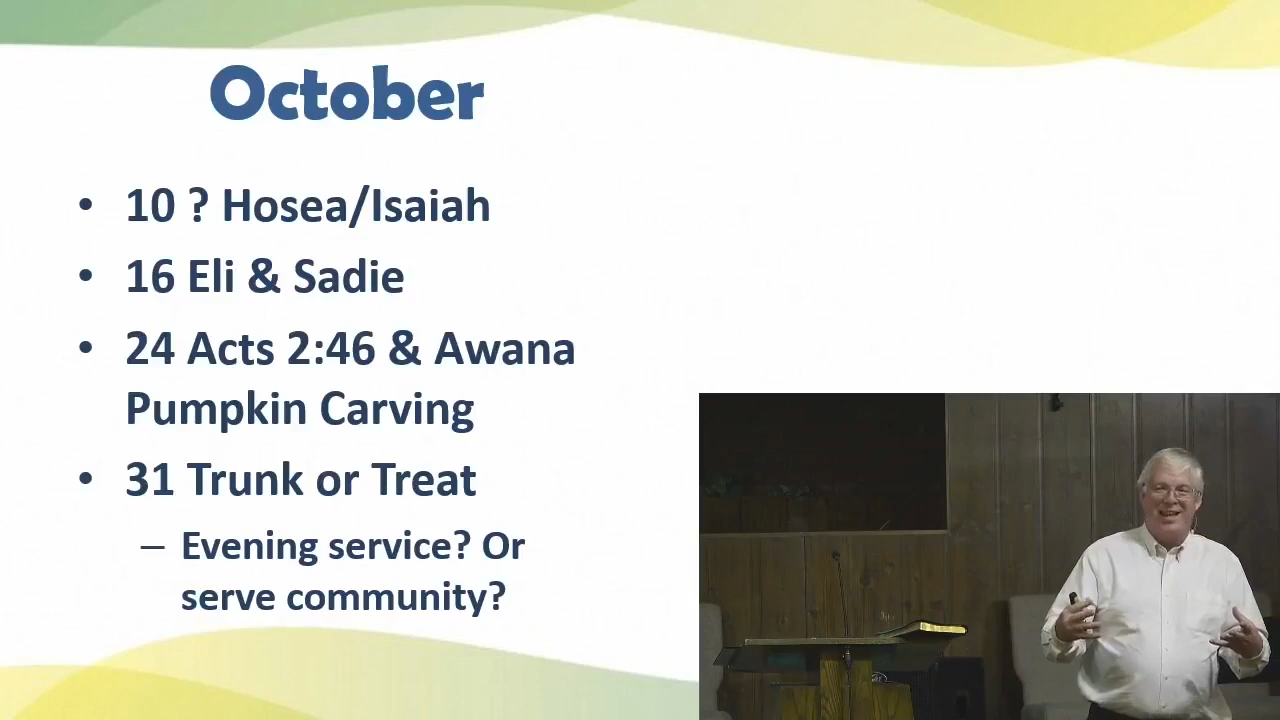 October
• 10 ? Hosea/Isaiah
• 16 Eli & Sadie
• 24 Acts 2:46 & Awana
Pumpkin Carving
• 31 Trunk or Treat
– Evening service? Or
serve community?